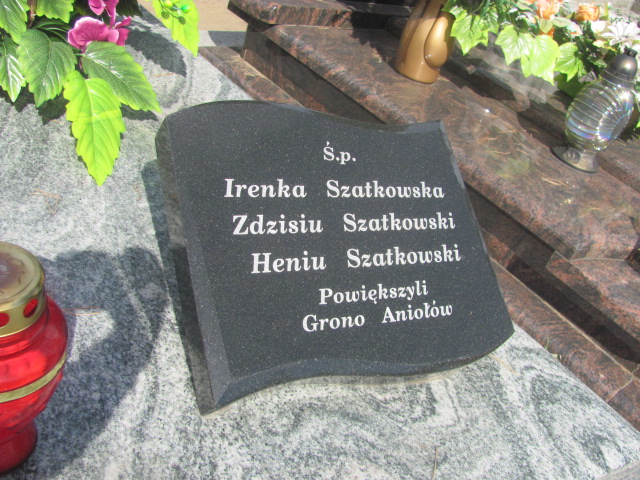 Ś.p.
Irenka Szatkowska
Zdzisiu Szatkowski
Heniu Szatkowski
Powiększyli
Grono Aniołów